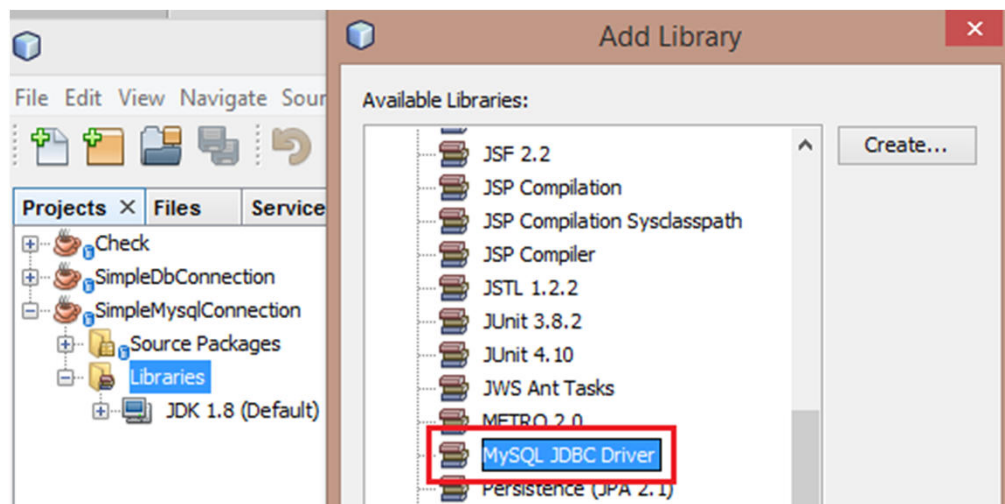 Add Library
File Edit View Navigate Sour
Available Libraries:
Create...
Projects Files Service
Check
SimpleDbConnection
SimpleMysqlConnection
Source Packages
Libraries
JDK 1.8 (Default)
JSF 2.2
JSP Compilation
JSP Compilation Sysclasspath
JSP Compiler
JSTL 1.2.2
JUnit 3.8.2
JUnit 4.10
JWS Ant Tasks
METRO 2.0
MySQL JDBC Driver
Persistence (JPA 2.1)